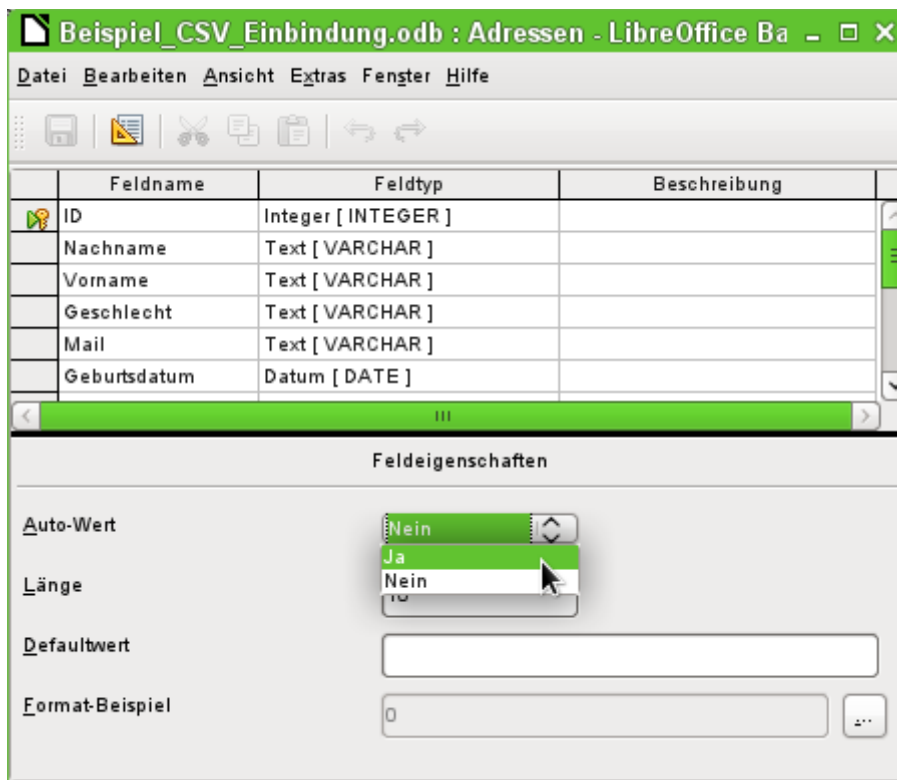 Beispiel_CSV_Einbindung.odb : Adressen - LibreOffice Ba
Datei Bearbeiten Ansicht Extras Fenster Hilfe
Feldname Feldtyp Beschreibung
ID Integer [ INTEGER ]
Nachname Text [ VARCHAR ]
Vorname Text [ VARCHAR ]
Geschlecht Text [ VARCHAR ]
Mail Text [ VARCHAR ]
Geburtsdatum Datum [ DATE ]
Feldeigenschaften
Auto-Wert Nein
Ja
Nein
Länge
Defaultwert
Format-Beispiel 0 ...